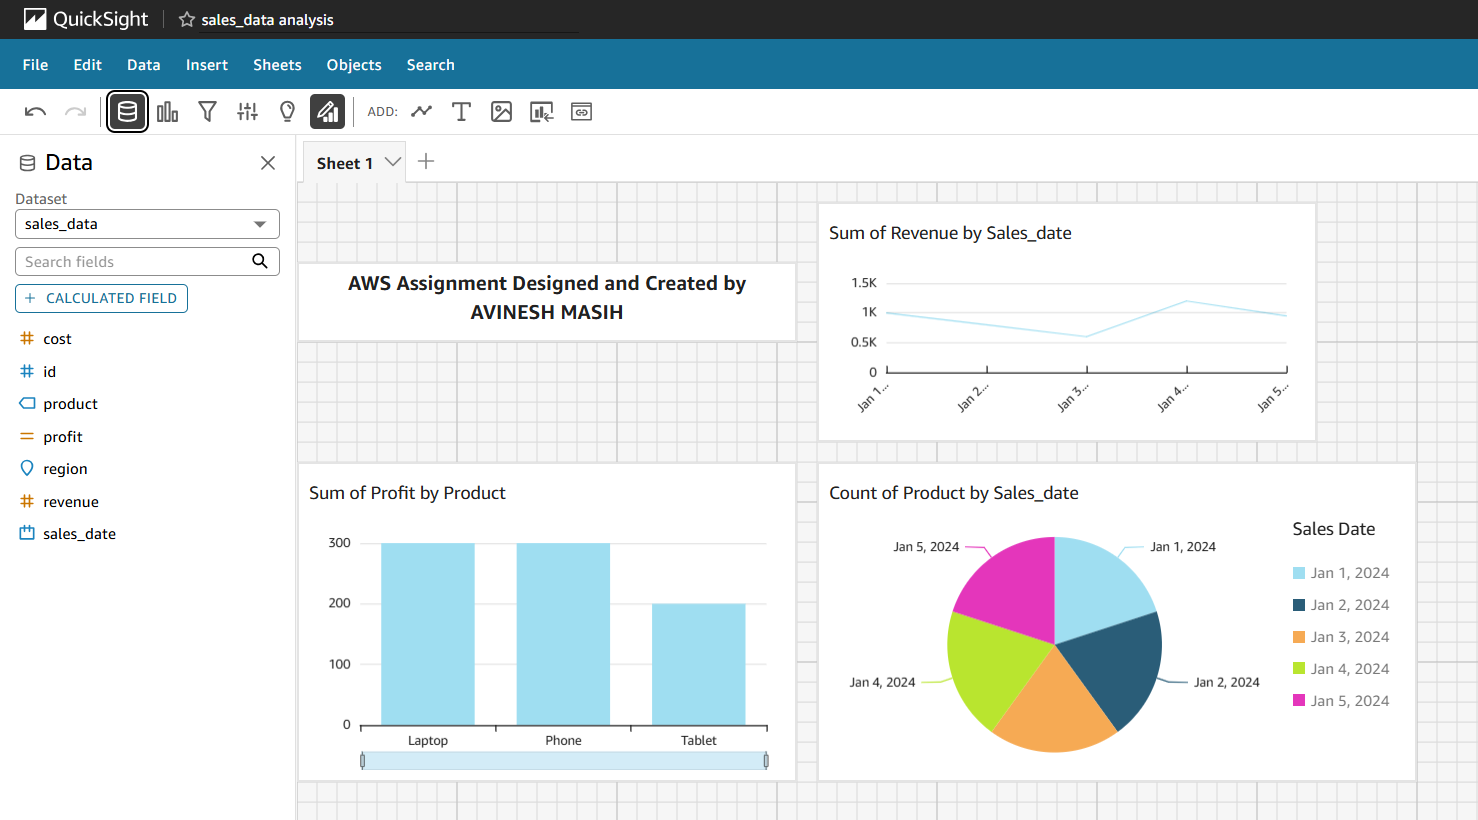 QuickSight
sales_data analysis
File Edit Data Insert Sheets Objects Search
ADD:
Data
Dataset
sales_data
Search fields
+ CALCULATED FIELD
cost
id
product
profit
region
revenue
sales_date
Sheet 1
AWS Assignment Designed and Created by
AVINESH MASIH
Sum of Revenue by Sales_date
1.5K
1K
0.5K
0
Jan 1... Jan 2... Jan 3... Jan 4... Jan 5...
Sum of Profit by Product
300
200
100
0
Laptop Phone Tablet
Count of Product by Sales_date
Jan 5, 2024
Jan 1, 2024
Jan 4, 2024
Jan 2, 2024
Sales Date
Jan 1, 2024
Jan 2, 2024
Jan 3, 2024
Jan 4, 2024
Jan 5, 2024